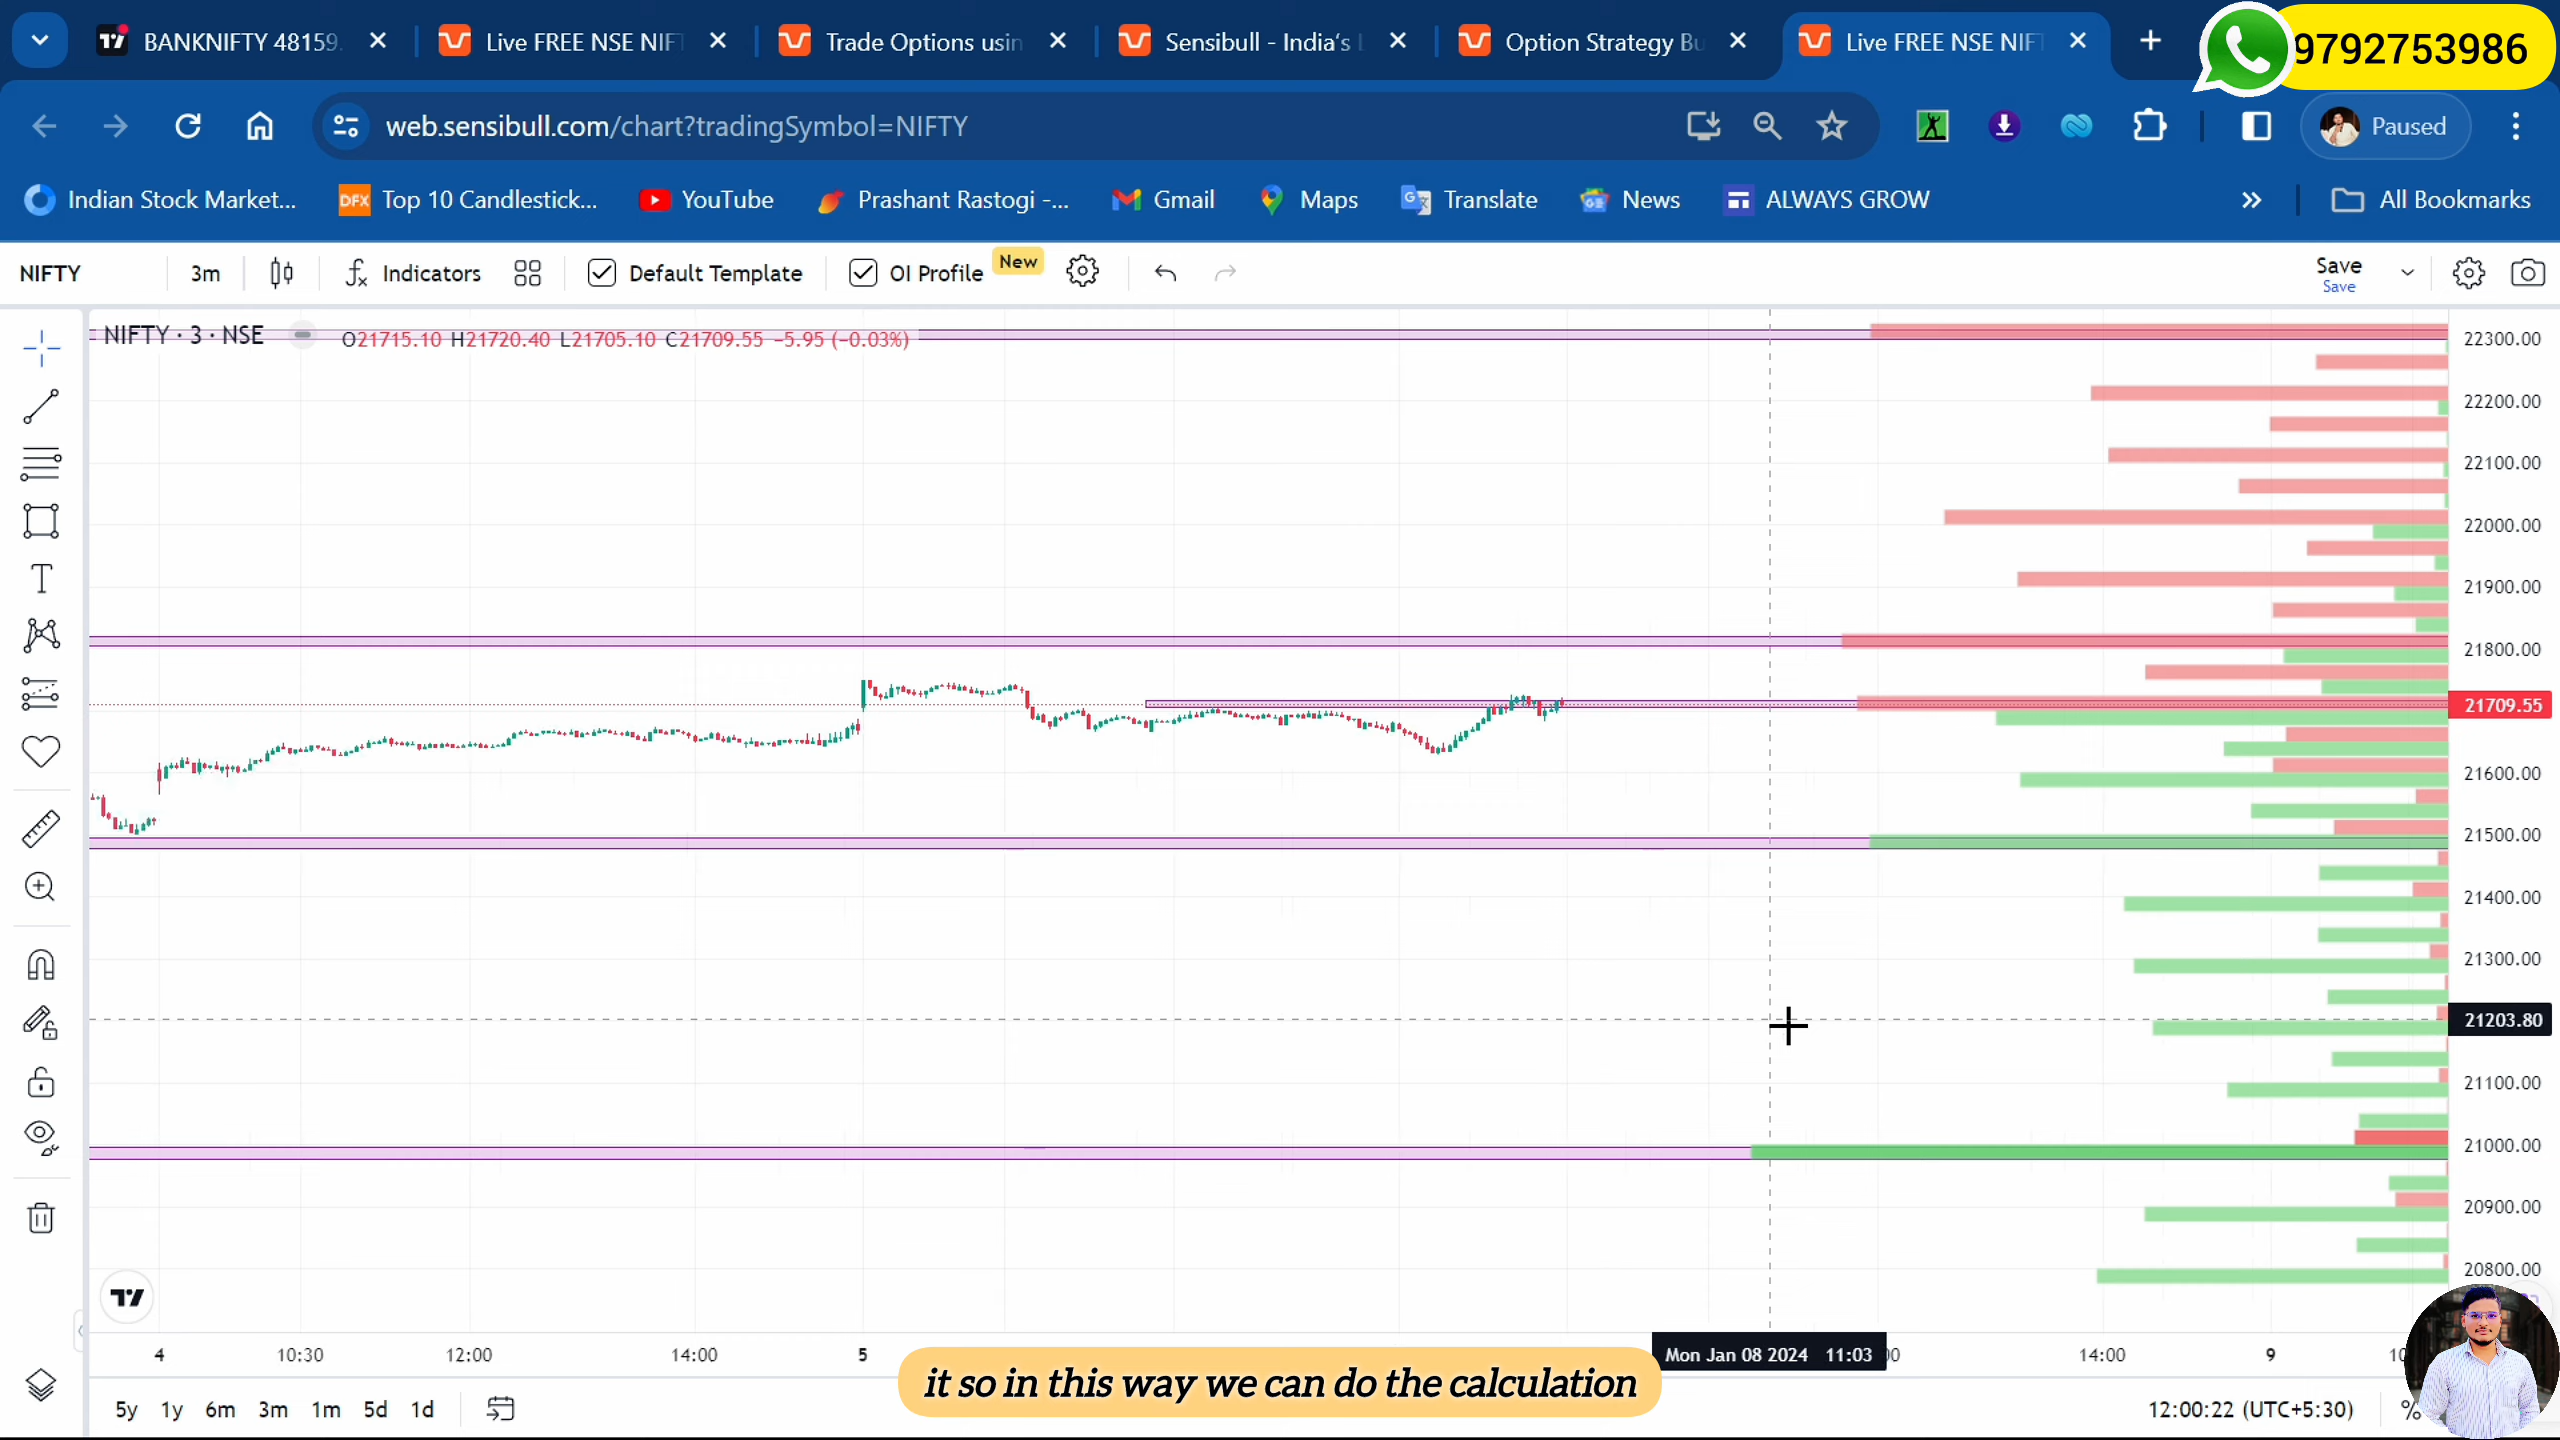 BANKNIFTY 48159.
Live FREE NSE NIFT
Trade Options usin
Sensibull - India's
Option Strategy Bu
Live FREE NSE NIFT
9792753986
web.sensibull.com/chart?tradingSymbol=NIFTY
Paused
Indian Stock Market...
DFX
Top 10 Candlestick...
YouTube
Prashant Rastogi -...
Gmail
Maps
Translate
News
ALWAYS GROW
All Bookmarks
NIFTY
3m
Indicators
Default Template
OI Profile
New
Save
Save
NIFTY · 3 · NSE
O21715.10 H21720.40 L21705.10 C21709.55 −5.95 (−0.03%)
22300.00
22200.00
22100.00
22000.00
21900.00
21800.00
21709.55
21600.00
21500.00
21400.00
21300.00
21203.80
21100.00
21000.00
20900.00
20800.00
4
10:30
12:00
14:00
5
Mon Jan 08 2024 11:03
14:00
9
it so in this way we can do the calculation
5y
1y
6m
3m
1m
5d
1d
12:00:22 (UTC+5:30)
%